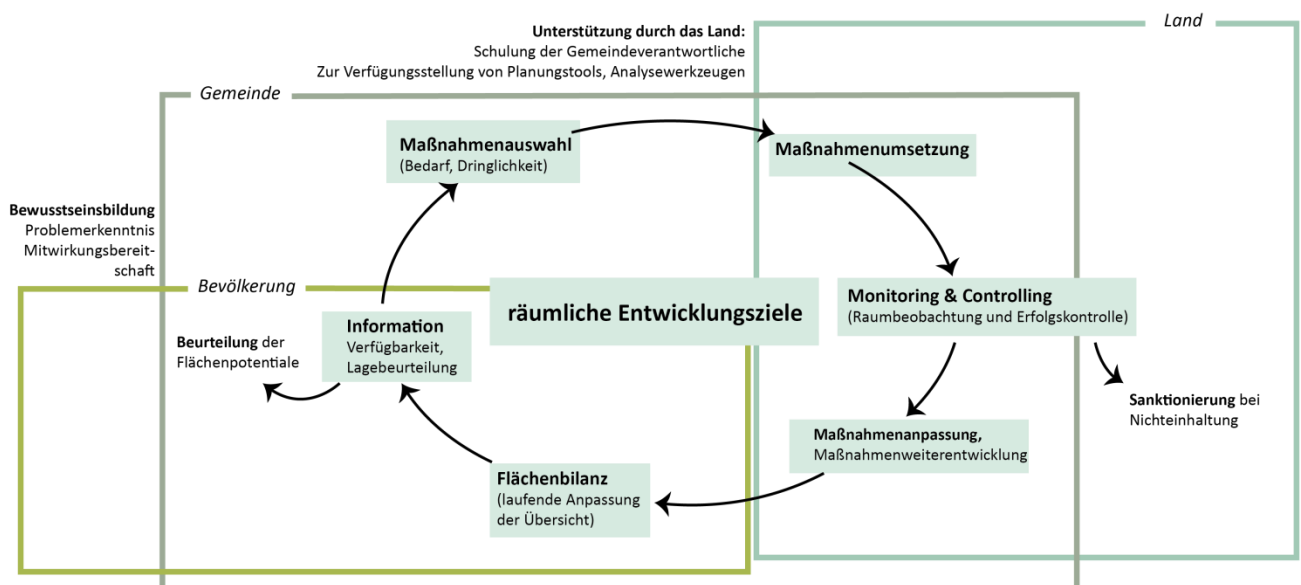 Land
Unterstützung durch das Land:
Schulung der Gemeindeverantwortliche
Zur Verfügungsstellung von Planungstools, Analysewerkzeugen
Gemeinde
Maßnahmenauswahl
(Bedarf, Dringlichkeit)
Maßnahmenumsetzung
Bewusstseinsbildung
Problemerkenntnis
Mitwirkungsbereit-
schaft
Bevölkerung
räumliche Entwicklungsziele
Monitoring & Controlling
(Raumbeobachtung und Erfolgskontrolle)
Information
Verfügbarkeit,
Lagebeurteilung
Beurteilung der
Flächenpotentiale
Sanktionierung bei
Nichteinhaltung
Maßnahmenanpassung,
Maßnahmenweiterentwicklung
Flächenbilanz
(laufende Anpassung
der Übersicht)